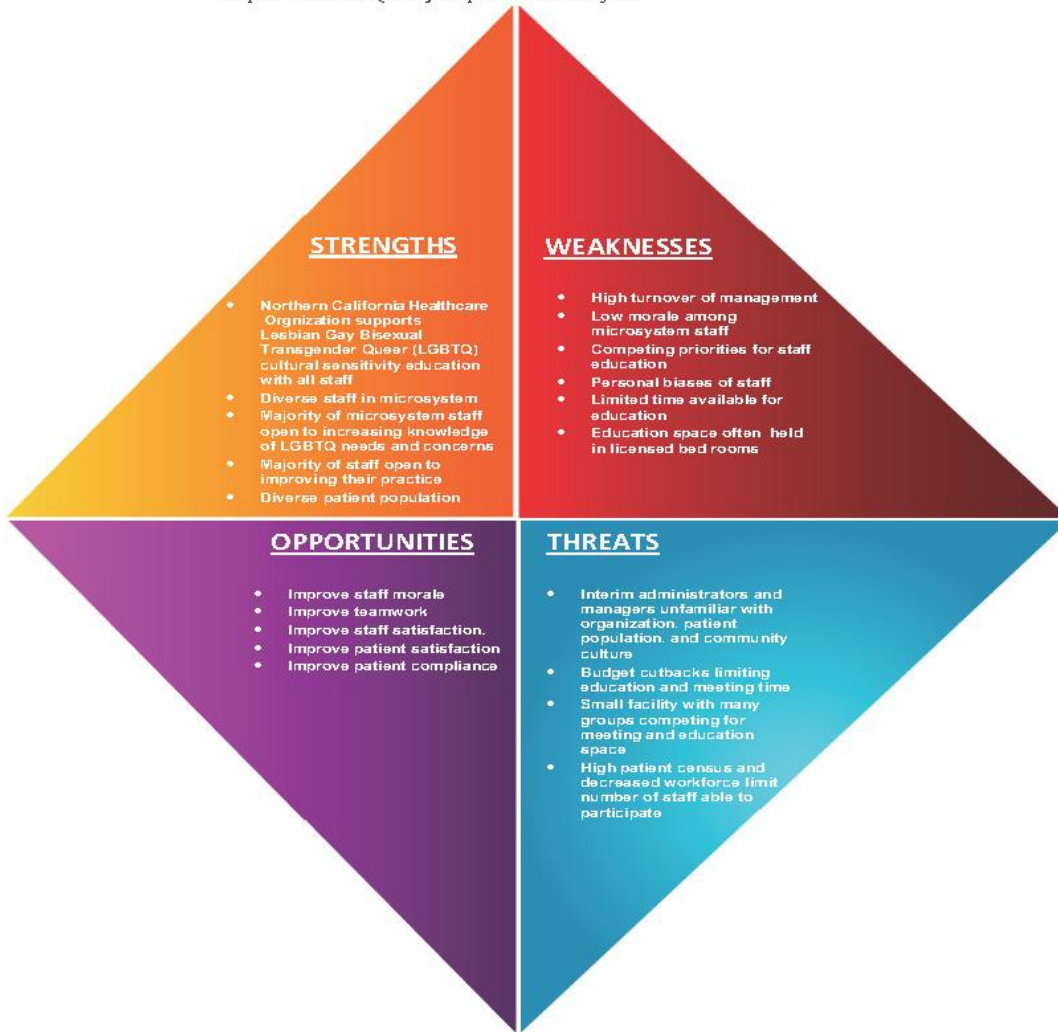 STRENGTHS
• Northern California Healthcare
Orgnization supports
Lesbian Gay Bisexual
Transgender Queer (LGBTQ)
cultural sensitivity education
with all staff
• Diverse staff in microsystem
• Majority of microsystem staff
open to increasing knowledge
of LGBTQ needs and concerns
• Majority of staff open to
improving their practice
• Diverse patient population
WEAKNESSES
• High turnover of management
• Low morale among
microsystem staff
• Competing priorities for staff
education
• Personal biases of staff
• Limited time available for
education
• Education space often held
in licensed bed rooms
OPPORTUNITIES
• Improve staff morale
• Improve teamwork
• Improve staff satisfaction.
• Improve patient satisfaction
• Improve patient compliance
THREATS
• Interim administrators and
managers unfamiliar with
organization, patient
population, and community
culture
• Budget cutbacks limiting
education and meeting time
• Small facility with many
groups competing for
meeting and education
space
• High patient census and
decreased workforce limit
number of staff able to
participate